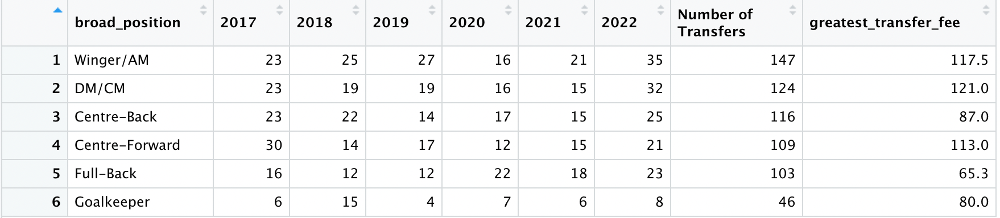 broad_position 2017 2018 2019 2020 2021 2022 Number of Transfers greatest_transfer_fee
1 Winger/AM 23 25 27 16 21 35 147 117.5
2 DM/CM 23 19 19 16 15 32 124 121.0
3 Centre-Back 23 22 14 17 15 25 116 87.0
4 Centre-Forward 30 14 17 12 15 21 109 113.0
5 Full-Back 16 12 12 22 18 23 103 65.3
6 Goalkeeper 6 15 4 7 6 8 46 80.0